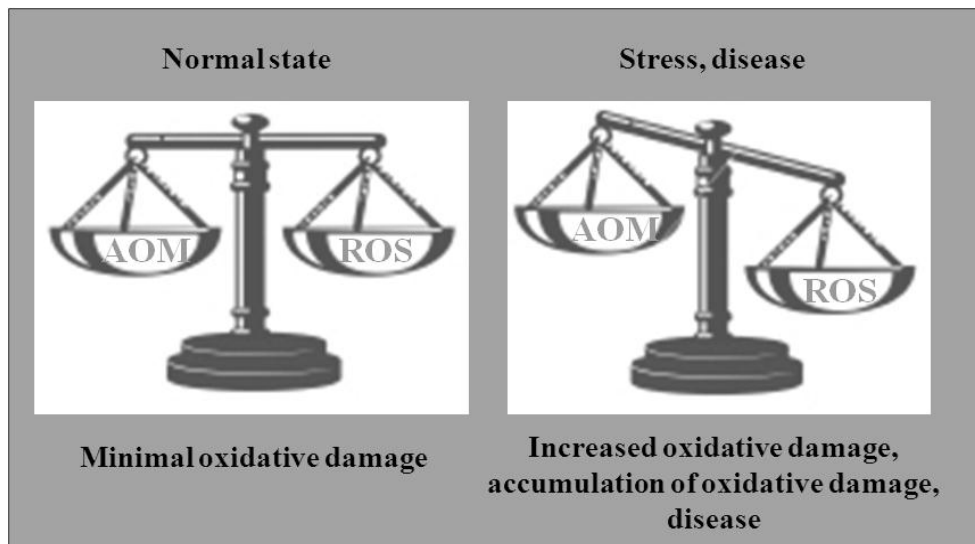 Normal state
Stress, disease
AOM
ROS
AOM
ROS
Minimal oxidative damage
Increased oxidative damage,
accumulation of oxidative damage,
disease